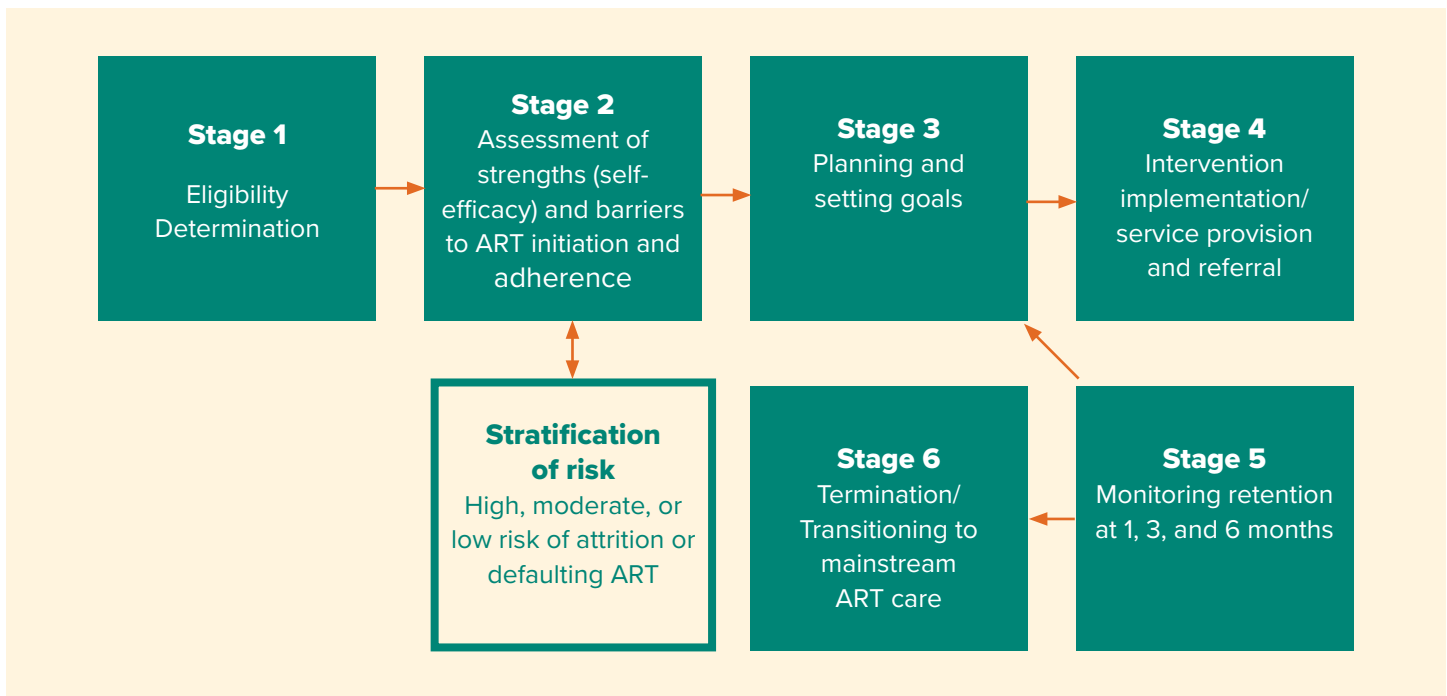 Stage 1
Eligibility
Determination
Stage 2
Assessment of
strengths (self-
efficacy) and barriers
to ART initiation and
adherence
Stage 3
Planning and
setting goals
Stage 4
Intervention
implementation/
service provision
and referral
Stratification
of risk
High, moderate, or
low risk of attrition or
defaulting ART
Stage 6
Termination/
Transitioning to
mainstream
ART care
Stage 5
Monitoring retention
at 1, 3, and 6 months